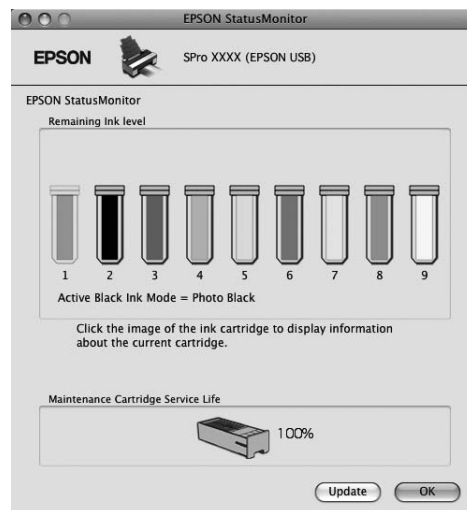 EPSON StatusMonitor
EPSON
SPro XXXX (EPSON USB)
EPSON StatusMonitor
Remaining Ink level
1 2 3 4 5 6 7 8 9
Active Black Ink Mode = Photo Black
Click the image of the ink cartridge to display information
about the current cartridge.
Maintenance Cartridge Service Life
100%
Update OK